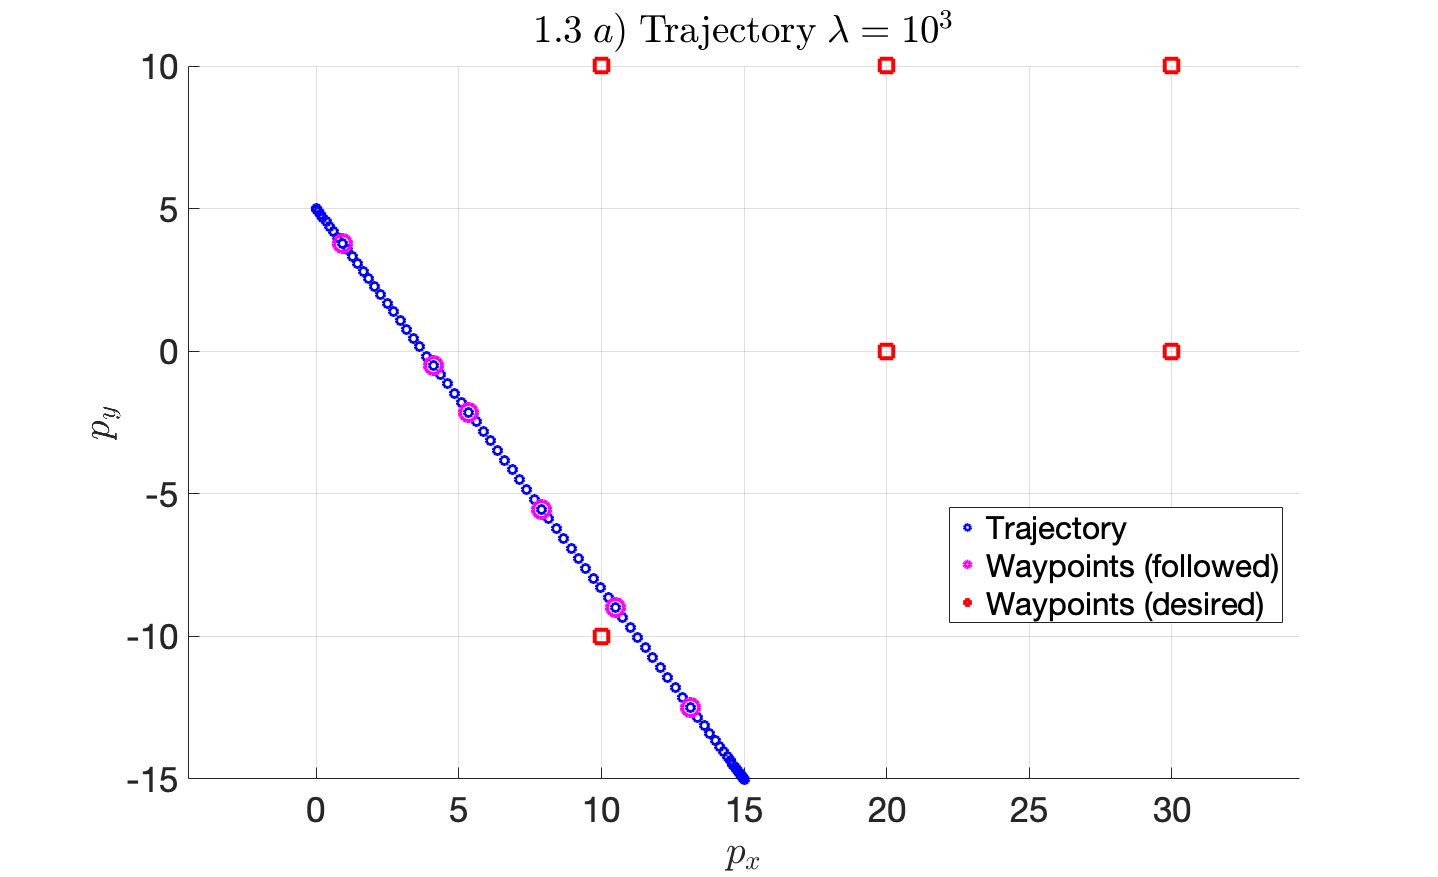 1.3 a) Trajectory λ = 10³
10
5
0
-5
-10
-15
p_y
Trajectory
Waypoints (followed)
Waypoints (desired)
0 5 10 15 20 25 30
p_x